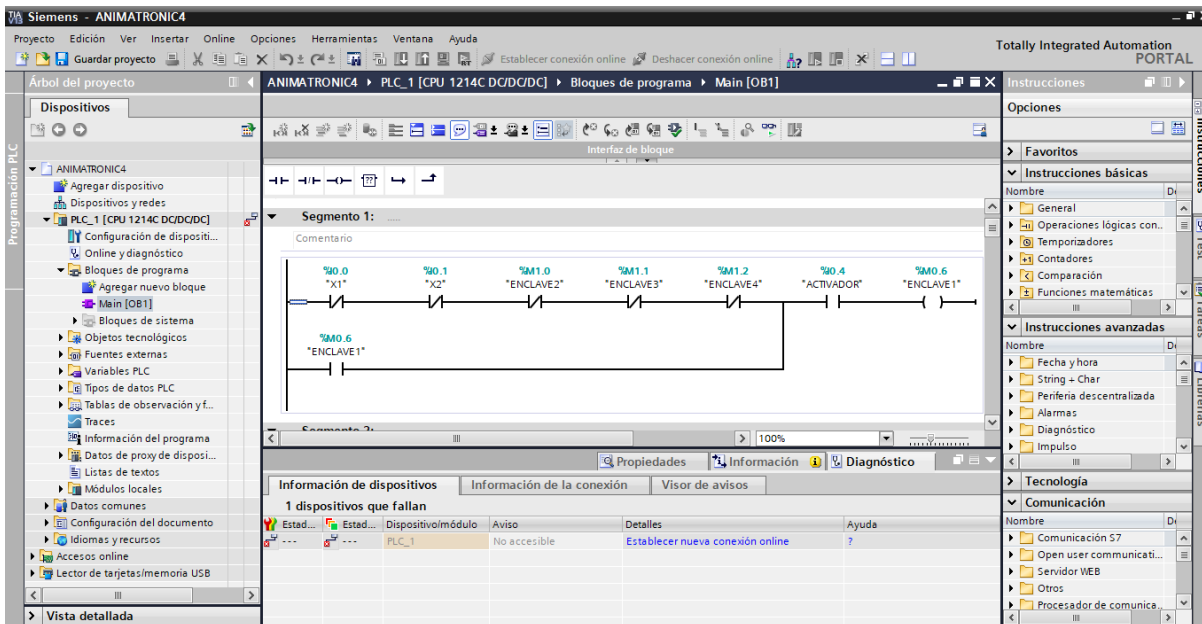 Siemens - ANIMATRONIC4
Proyecto Edición Ver Insertar Online Opciones Herramientas Ventana Ayuda
Guardar proyecto Establecer conexión online Deshacer conexión online
Totally Integrated Automation
PORTAL
Programación PLC
Árbol del proyecto
Dispositivos
ANIMATRONIC4
Agregar dispositivo
Dispositivos y redes
PLC_1 [CPU 1214C DC/DC/DC]
Configuración de dispositi...
Online y diagnóstico
Bloques de programa
Agregar nuevo bloque
Main [OB1]
Bloques de sistema
Objetos tecnológicos
Fuentes externas
Variables PLC
Tipos de datos PLC
Tablas de observación y f...
Traces
Información del programa
Datos de proxy de disposi...
Listas de textos
Módulos locales
Datos comunes
Configuración del documento
Idiomas y recursos
Accesos online
Lector de tarjetas/memoria USB
Vista detallada
ANIMATRONIC4 PLC_1 [CPU 1214C DC/DC/DC] Bloques de programa Main [OB1]
Interfaz de bloque
Segmento 1: .....
Comentario
%I0.0 %I0.1 %M1.0 %M1.1 %M1.2 %I0.4 %M0.6
"X1" "X2" "ENCLAVE2" "ENCLAVE3" "ENCLAVE4" "ACTIVADOR" "ENCLAVE1"
%M0.6
"ENCLAVE1"
Segmento 2:
100%
Propiedades Información Diagnóstico
Información de dispositivos Información de la conexión Visor de avisos
1 dispositivos que fallan
Estad... Estad... Dispositivo/módulo Aviso Detalles Ayuda
--- --- PLC_1 No accesible Establecer nueva conexión online ?
Instrucciones
Opciones
Favoritos
Instrucciones básicas
Nombre
General
Operaciones lógicas con..
Temporizadores
Contadores
Comparación
Funciones matemáticas
Instrucciones avanzadas
Nombre
Fecha y hora
String + Char
Periferia descentralizada
Alarmas
Diagnóstico
Impulso
Tecnología
Comunicación
Nombre
Comunicación S7
Open user communicati...
Servidor WEB
Otros
Procesador de comunica..
Instrucciones
Test
Tareas
Librerías